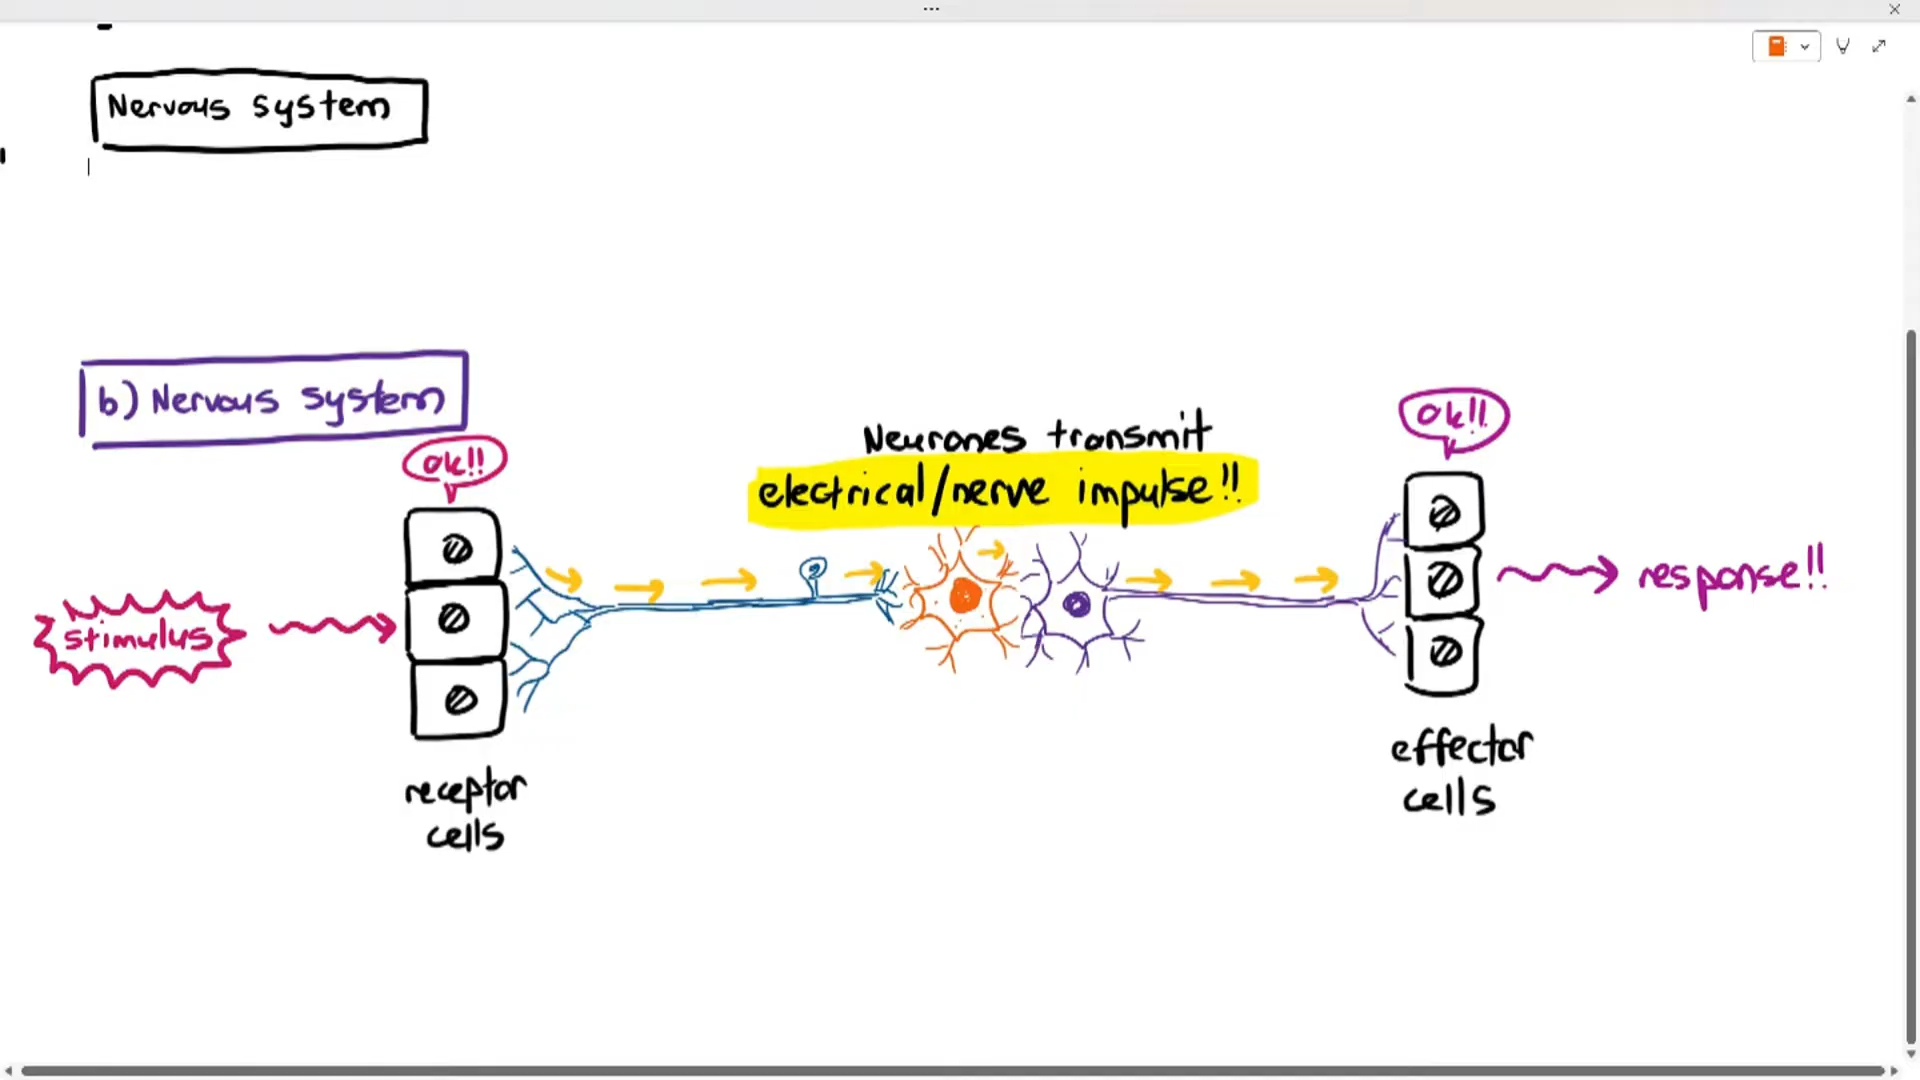 Nervous system
b) Nervous system
ok!!
ok!!
Neurones transmit
electrical/nerve impulse!!
stimulus
response!!
receptor
cells
effector
cells